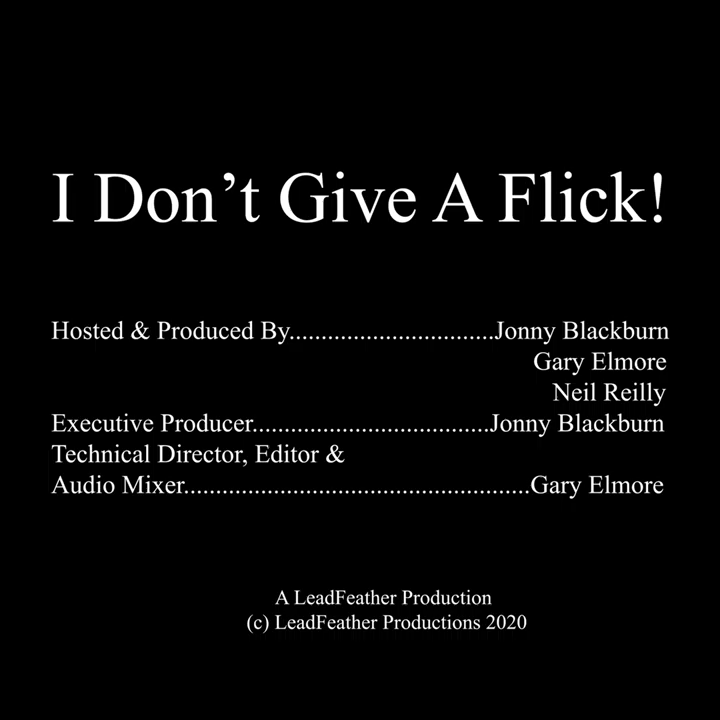 I Don’t Give A Flick!
Hosted & Produced By................................Jonny Blackburn
Gary Elmore
Neil Reilly
Executive Producer.....................................Jonny Blackburn
Technical Director, Editor &
Audio Mixer......................................................Gary Elmore
A LeadFeather Production
(c) LeadFeather Productions 2020